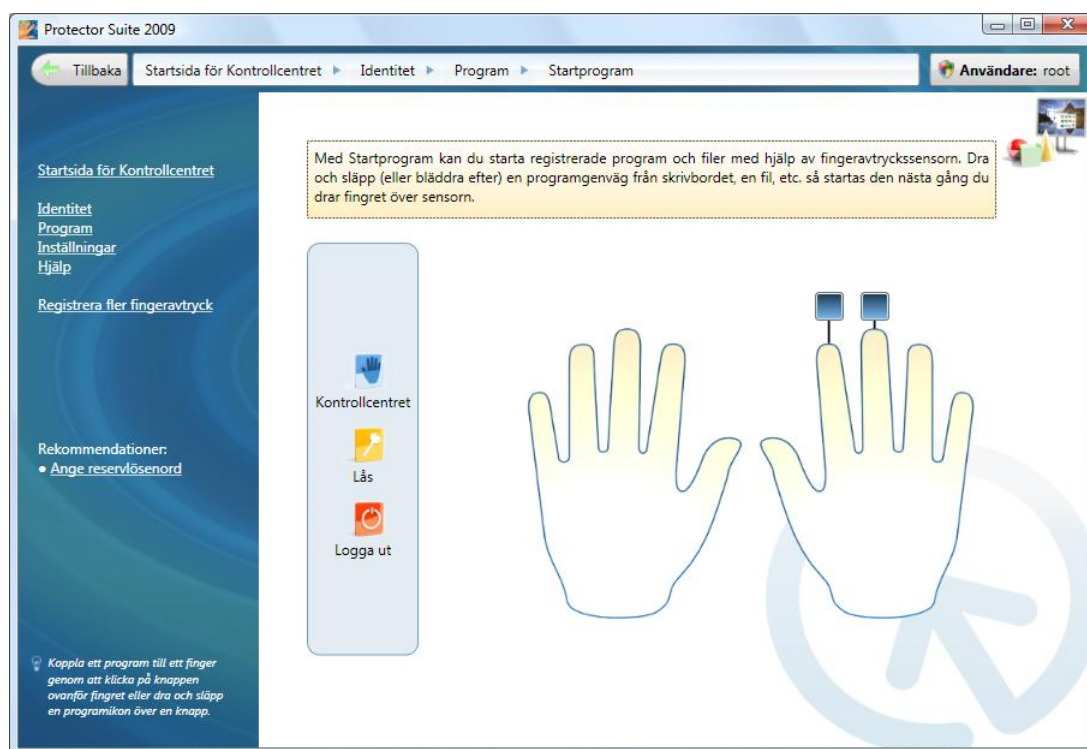 Protector Suite 2009
Tillbaka
Startsida för Kontrollcentret
Identitet
Program
Startprogram
Användare: root
Startsida för Kontrollcentret
Identitet
Program
Inställningar
Hjälp
Registrera fler fingeravtryck
Rekommendationer:
• Ange reservlösenord
Koppla ett program till ett finger
genom att klicka på knappen
ovanför fingret eller dra och släpp
en programikon över en knapp.
Med Startprogram kan du starta registrerade program och filer med hjälp av fingeravtryckssensorn. Dra
och släpp (eller bläddra efter) en programgenväg från skrivbordet, en fil, etc. så startas den nästa gång du
drar fingret över sensorn.
Kontrollcentret
Lås
Logga ut